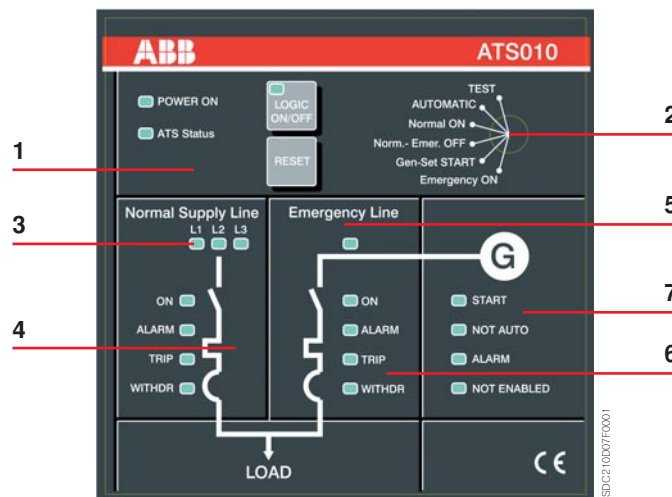 ABB ATS010
POWER ON
ATS Status
LOGIC
ON/OFF
RESET
TEST
AUTOMATIC
Normal ON
Norm.- Emer. OFF
Gen-Set START
Emergency ON
1
2
Normal Supply Line
L1 L2 L3
Emergency Line
3
5
G
ON
ALARM
TRIP
WITHDR
4
ON
ALARM
TRIP
WITHDR
START
NOT AUTO
ALARM
NOT ENABLED
7
6
LOAD
CE
SDC210D07F0001